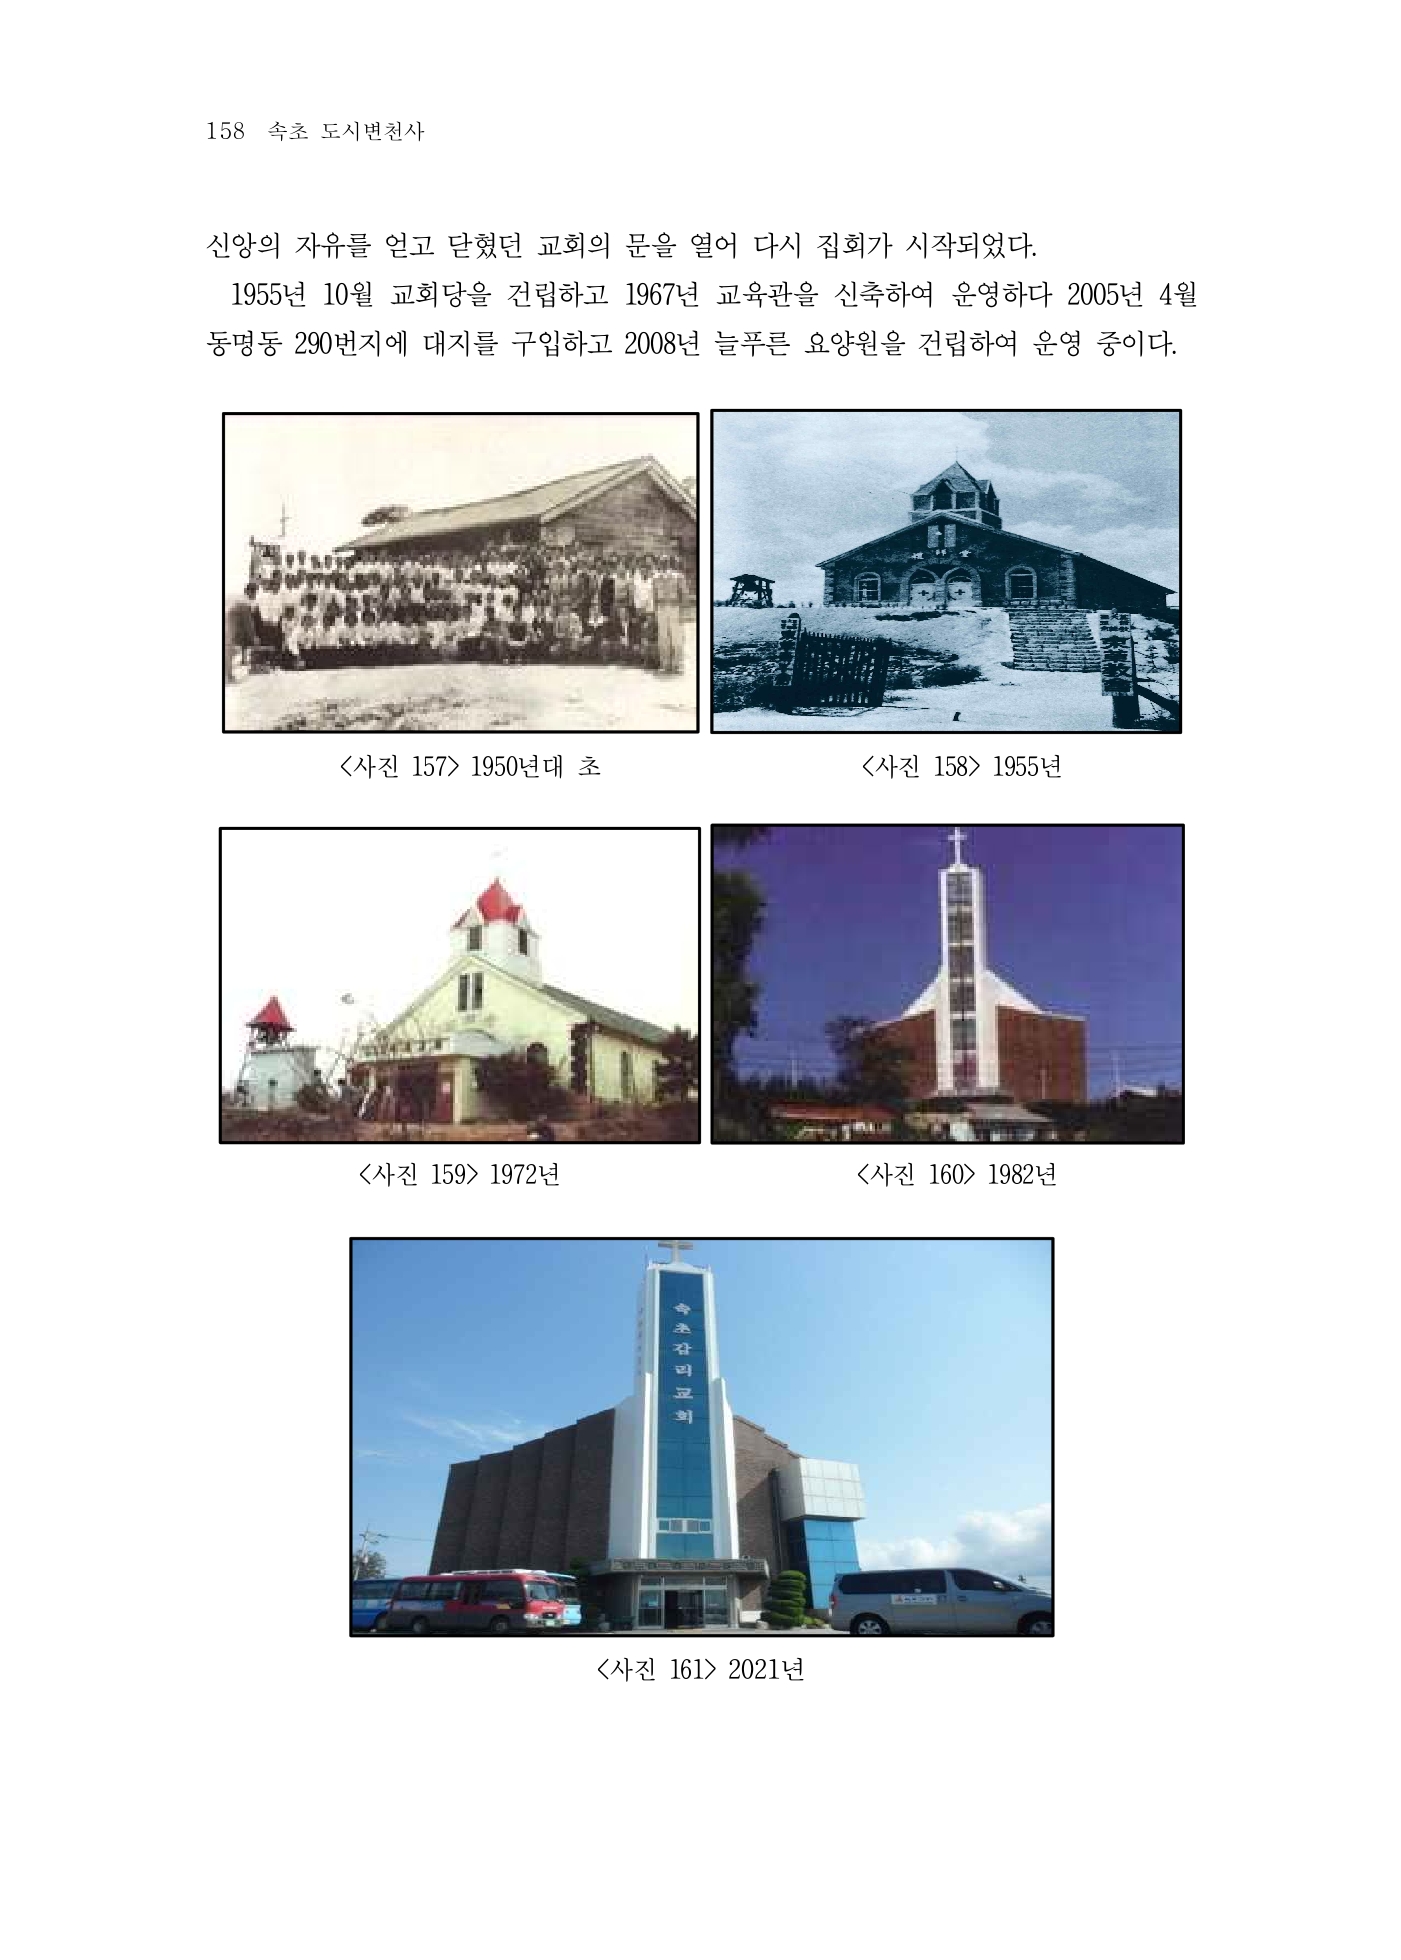 158 속초 도시변천사
신앙의 자유를 얻고 닫혔던 교회의 문을 열어 다시 집회가 시작되었다.
1955년 10월 교회당을 건립하고 1967년 교육관을 신축하여 운영하다 2005년 4월
동명동 290번지에 대지를 구입하고 2008년 늘푸른 요양원을 건립하여 운영 중이다.
<사진 157> 1950년대 초
<사진 158> 1955년
<사진 159> 1972년
<사진 160> 1982년
속초감리교회
<사진 161> 2021년